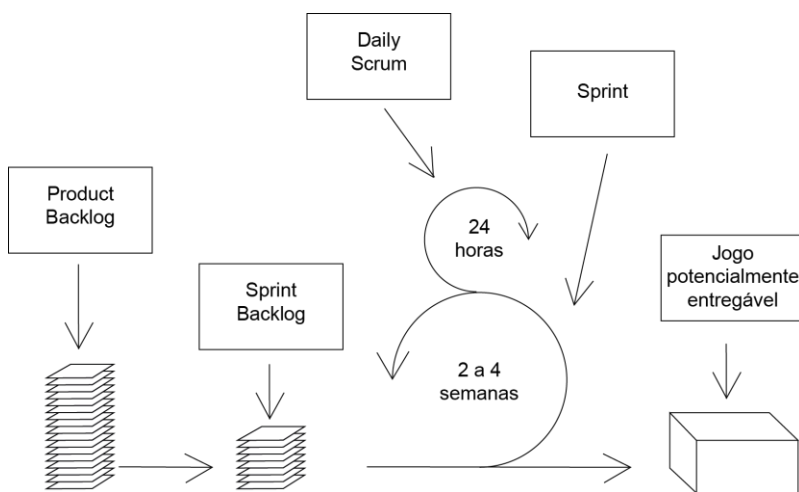 Daily
Scrum
Sprint
Product
Backlog
24
horas
Jogo
potencialmente
entregável
Sprint
Backlog
2 a 4
semanas